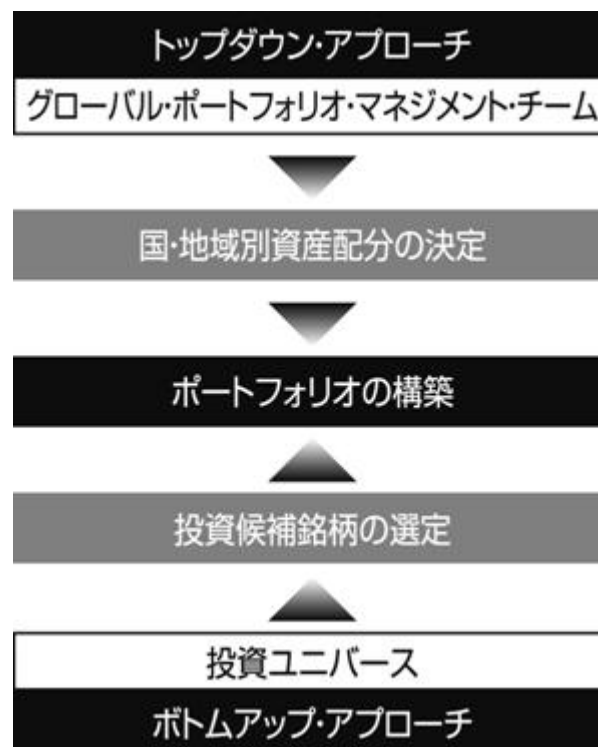 トップダウン・アプローチ
グローバル・ポートフォリオ・マネジメント・チーム
国・地域別資産配分の決定
ポートフォリオの構築
投資候補銘柄の選定
投資ユニバース
ボトムアップ・アプローチ